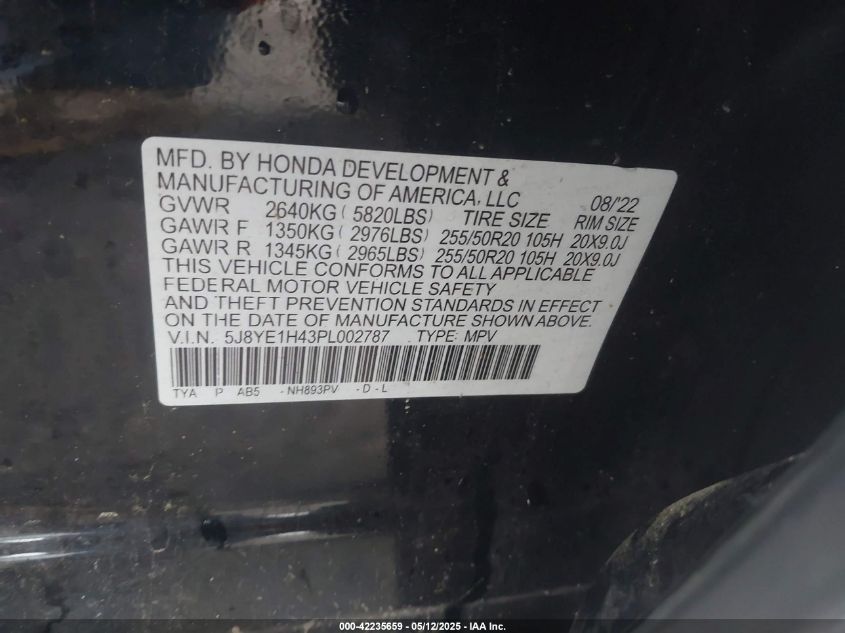 MFD. BY HONDA DEVELOPMENT &
MANUFACTURING OF AMERICA, LLC 08/'22
GVWR 2640KG ( 5820LBS) TIRE SIZE RIM SIZE
GAWR F 1350KG ( 2976LBS) 255/50R20 105H 20X9.0J
GAWR R 1345KG ( 2965LBS) 255/50R20 105H 20X9.0J
THIS VEHICLE CONFORMS TO ALL APPLICABLE
FEDERAL MOTOR VEHICLE SAFETY
AND THEFT PREVENTION STANDARDS IN EFFECT
ON THE DATE OF MANUFACTURE SHOWN ABOVE.
V.I.N. 5J8YE1H43PL002787 TYPE: MPV
TYA P AB5 - NH893PV - D - L
000-42235659 - 05/12/2025 - IAA Inc.